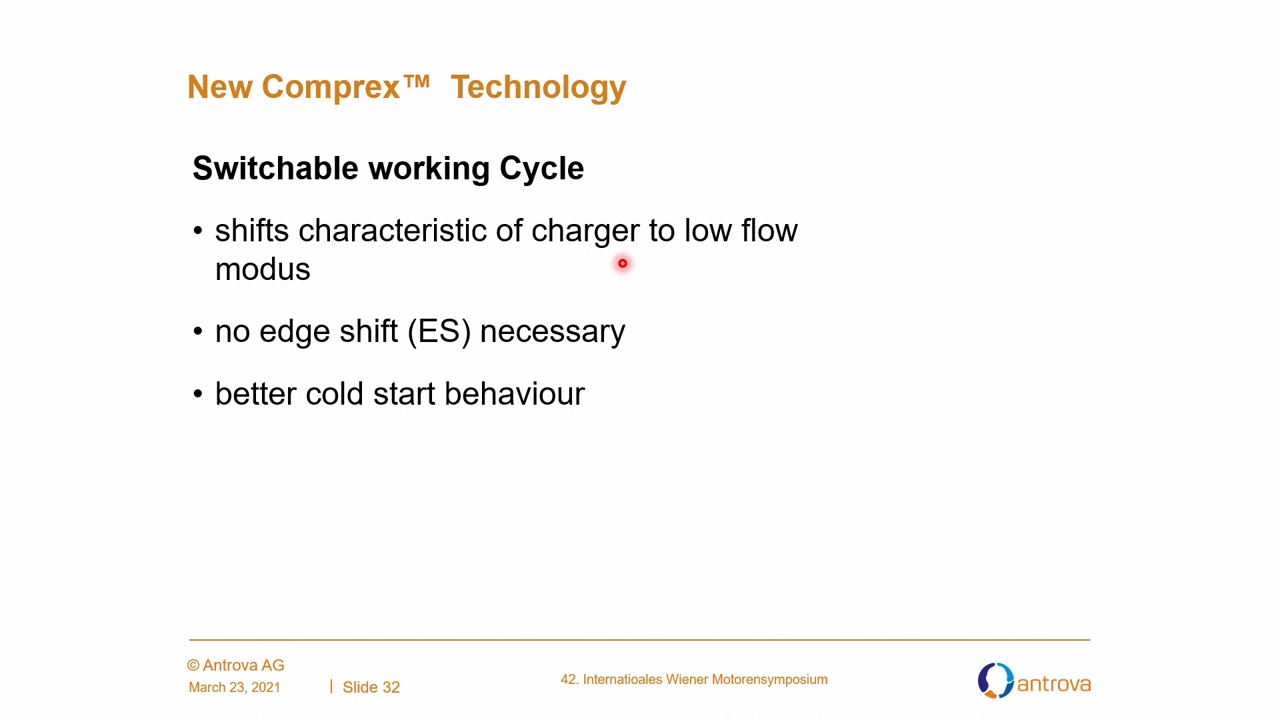 New Comprex™ Technology
Switchable working Cycle
• shifts characteristic of charger to low flow
modus
• no edge shift (ES) necessary
• better cold start behaviour
© Antrova AG
March 23, 2021 | Slide 32
42. Internatioales Wiener Motorensymposium
antrova